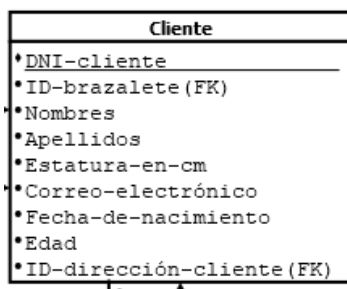 Cliente
DNI-cliente
ID-brazalete(FK)
Nombres
Apellidos
Estatura-en-cm
Correo-electrónico
Fecha-de-nacimiento
Edad
ID-dirección-cliente(FK)